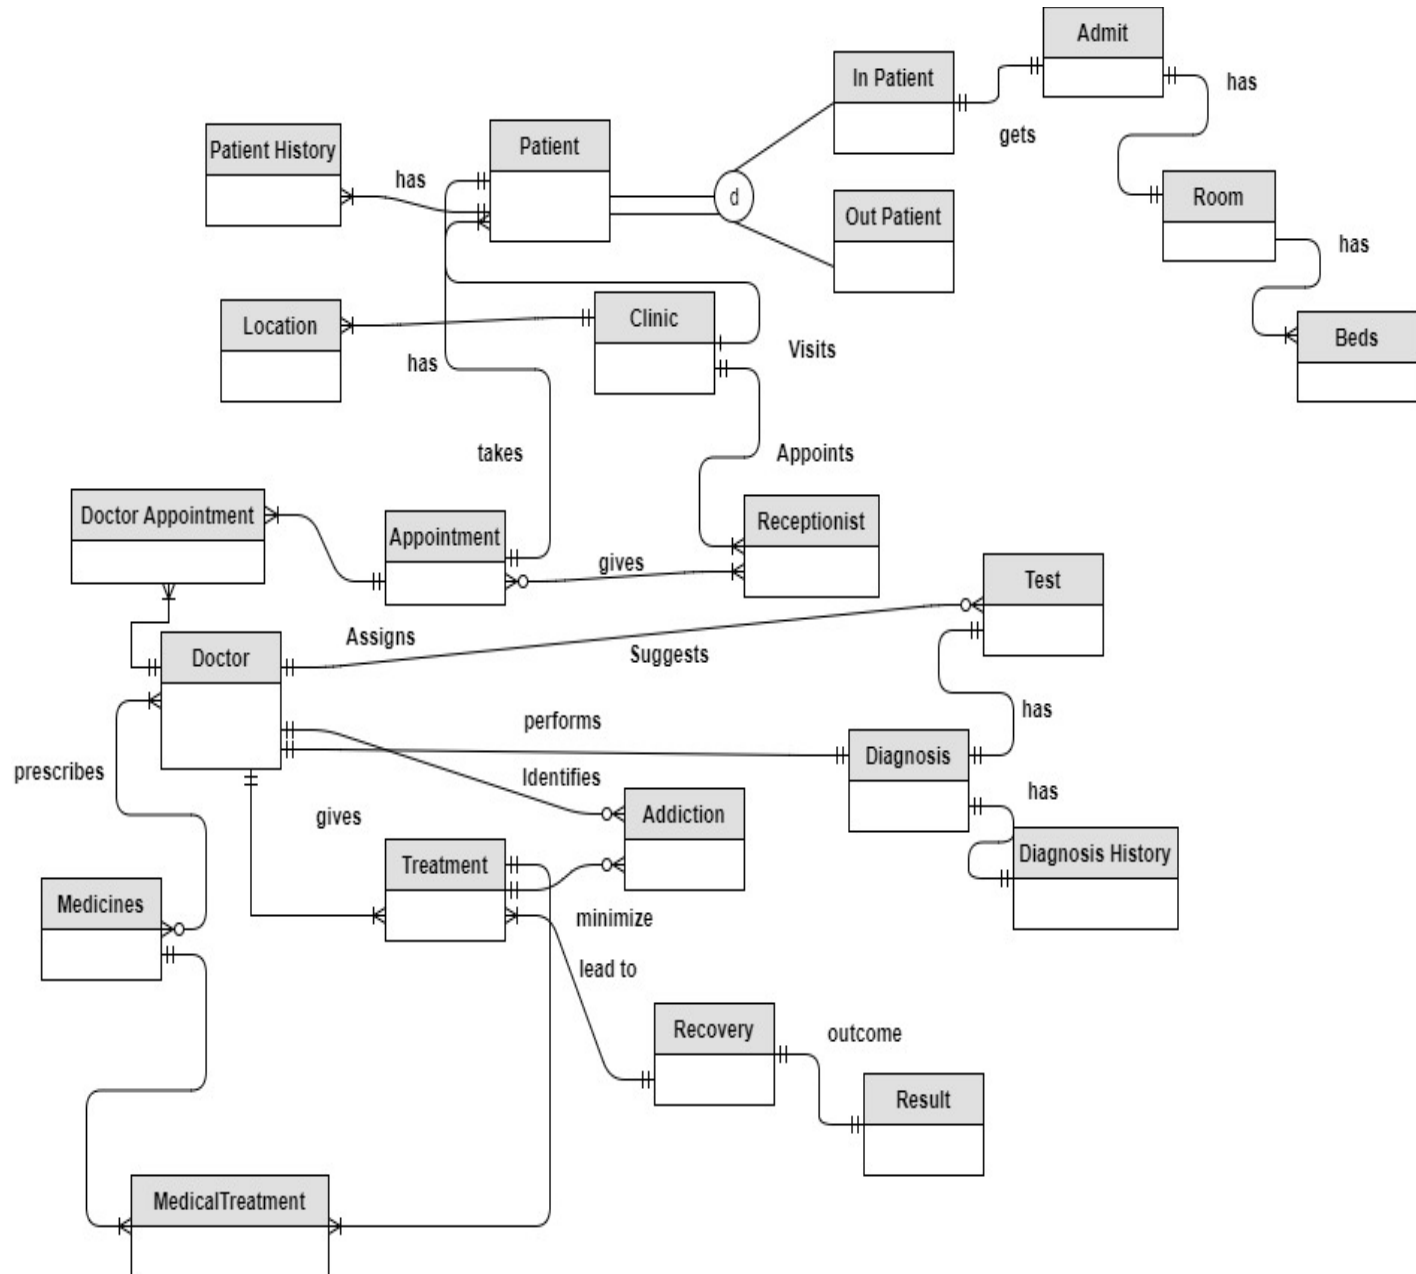 Admit
In Patient
has
gets
Patient History
has
Patient
d
Room
Out Patient
has
Location
Clinic
Beds
has
Visits
takes
Appoints
Doctor Appointment
Appointment
Receptionist
gives
Test
Assigns
Doctor
Suggests
has
performs
prescribes
Identifies
Diagnosis
has
gives
Addiction
Treatment
Diagnosis History
Medicines
minimize
lead to
Recovery
outcome
Result
MedicalTreatment